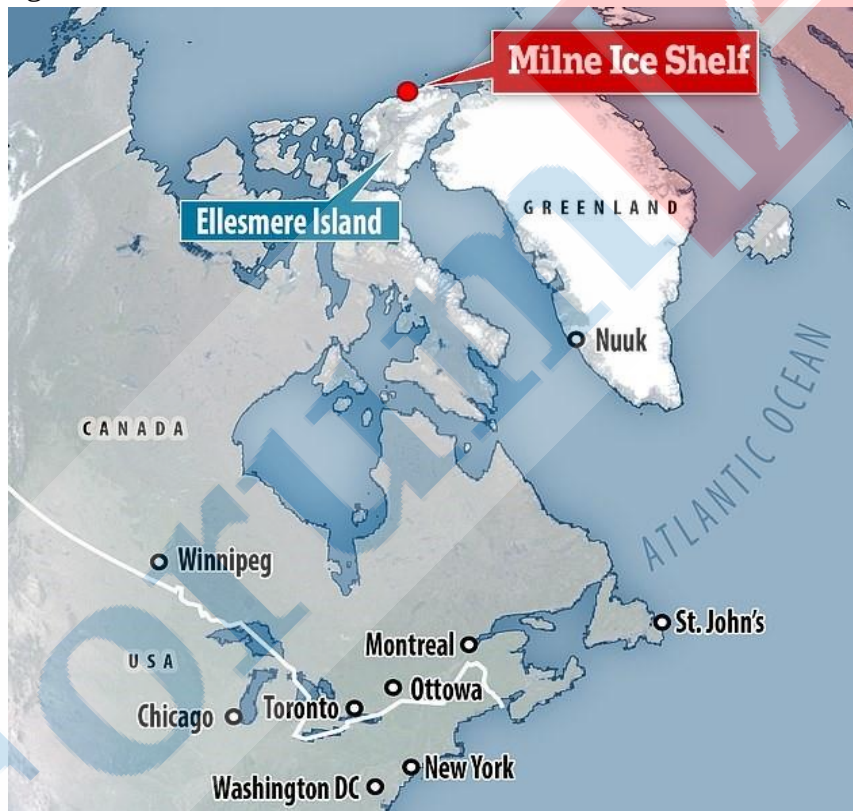 Milne Ice Shelf
Ellesmere Island
GREENLAND
Nuuk
CANADA
ATLANTIC OCEAN
Winnipeg
St. John's
Montreal
USA
Ottowa
Chicago
Toronto
New York
Washington DC